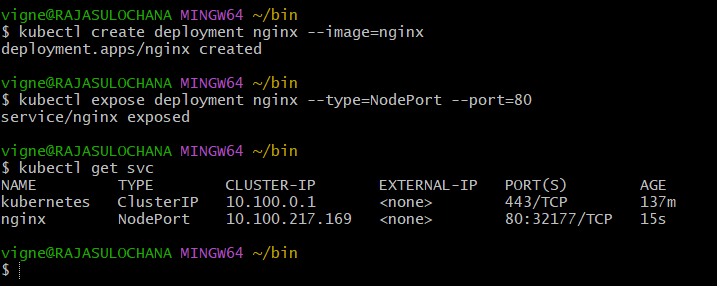 vigne@RAJASULOCHANA MINGW64 ~/bin
$ kubectl create deployment nginx --image=nginx
deployment.apps/nginx created
vigne@RAJASULOCHANA MINGW64 ~/bin
$ kubectl expose deployment nginx --type=NodePort --port=80
service/nginx exposed
vigne@RAJASULOCHANA MINGW64 ~/bin
$ kubectl get svc
NAME TYPE CLUSTER-IP EXTERNAL-IP PORT(S) AGE
kubernetes ClusterIP 10.100.0.1 <none> 443/TCP 137m
nginx NodePort 10.100.217.169 <none> 80:32177/TCP 15s
vigne@RAJASULOCHANA MINGW64 ~/bin
$